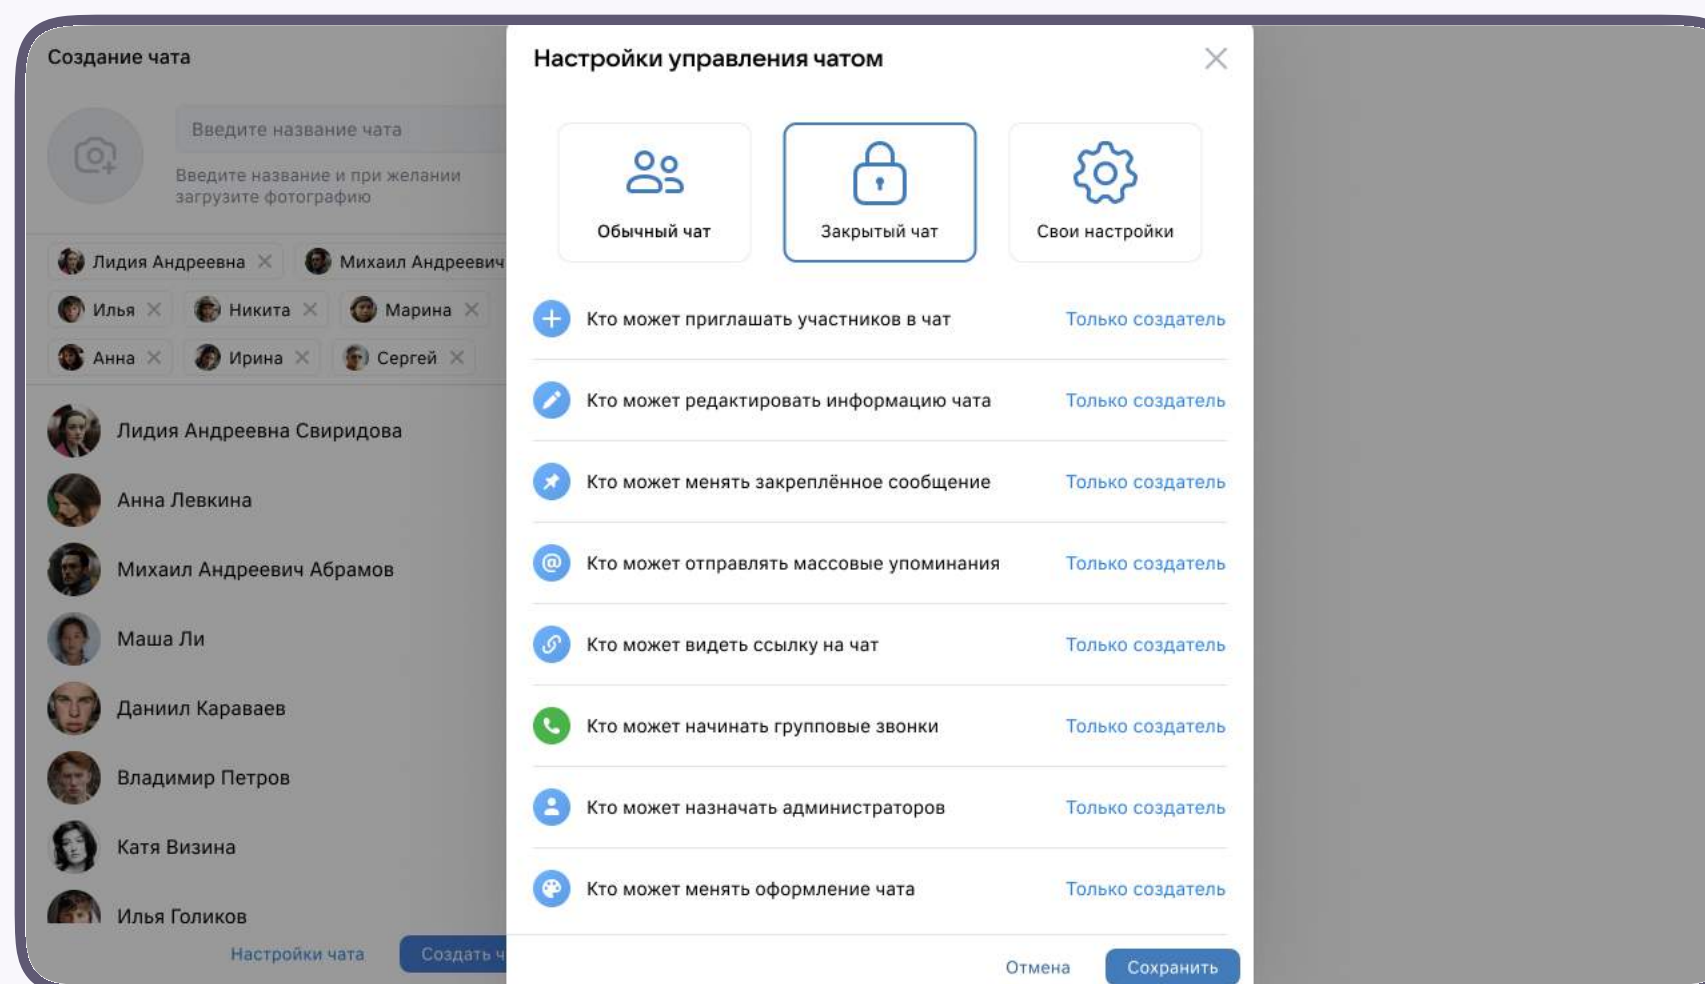 Создание чата
Введите название чата
Введите название и при желании
загрузите фотографию
Лидия Андреевна
Михаил Андреевич
Илья
Никита
Марина
Анна
Ирина
Сергей
Лидия Андреевна Свиридова
Анна Левкина
Михаил Андреевич Абрамов
Маша Ли
Даниил Караваев
Владимир Петров
Катя Визина
Илья Голиков
Настройки чата
Создать ч
Настройки управления чатом
Обычный чат
Закрытый чат
Свои настройки
Кто может приглашать участников в чат Только создатель
Кто может редактировать информацию чата Только создатель
Кто может менять закреплённое сообщение Только создатель
Кто может отправлять массовые упоминания Только создатель
Кто может видеть ссылку на чат Только создатель
Кто может начинать групповые звонки Только создатель
Кто может назначать администраторов Только создатель
Кто может менять оформление чата Только создатель
Отмена
Сохранить